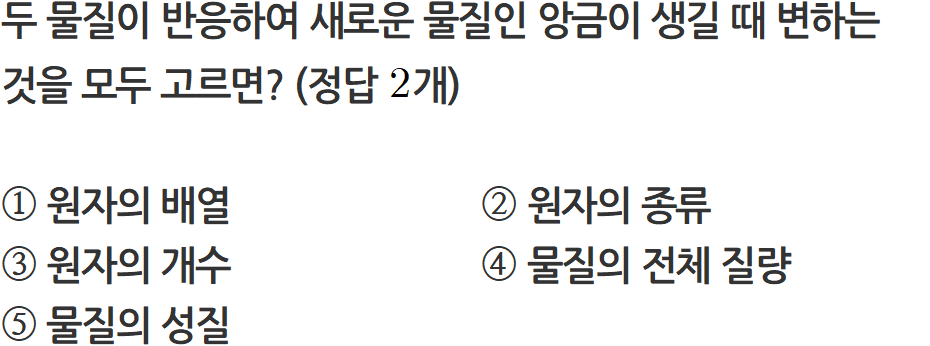 두 물질이 반응하여 새로운 물질인 앙금이 생길 때 변하는
것을 모두 고르면? (정답 2개)
① 원자의 배열 ② 원자의 종류
③ 원자의 개수 ④ 물질의 전체 질량
⑤ 물질의 성질